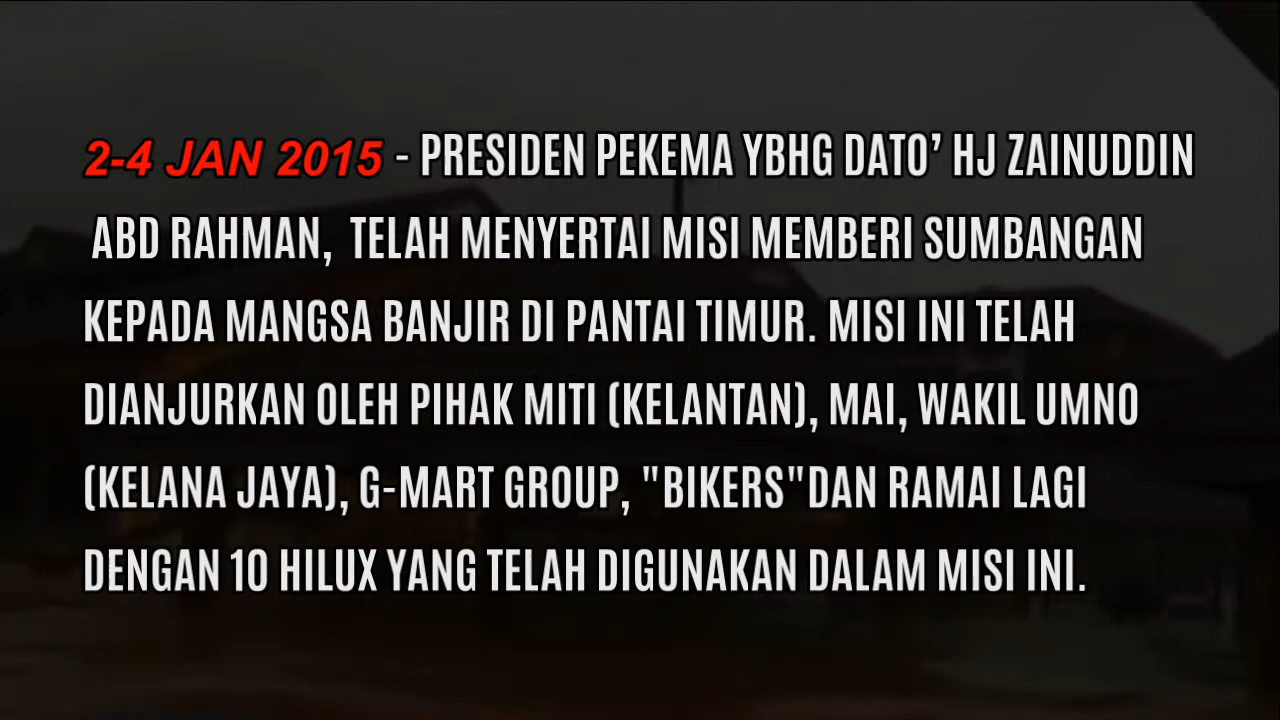 2-4 JAN 2015 - PRESIDEN PEKEMA YBHG DATO’ HJ ZAINUDDIN
ABD RAHMAN, TELAH MENYERTAI MISI MEMBERI SUMBANGAN
KEPADA MANGSA BANJIR DI PANTAI TIMUR. MISI INI TELAH
DIANJURKAN OLEH PIHAK MITI (KELANTAN), MAI, WAKIL UMNO
(KELANA JAYA), G-MART GROUP, "BIKERS"DAN RAMAI LAGI
DENGAN 10 HILUX YANG TELAH DIGUNAKAN DALAM MISI INI.